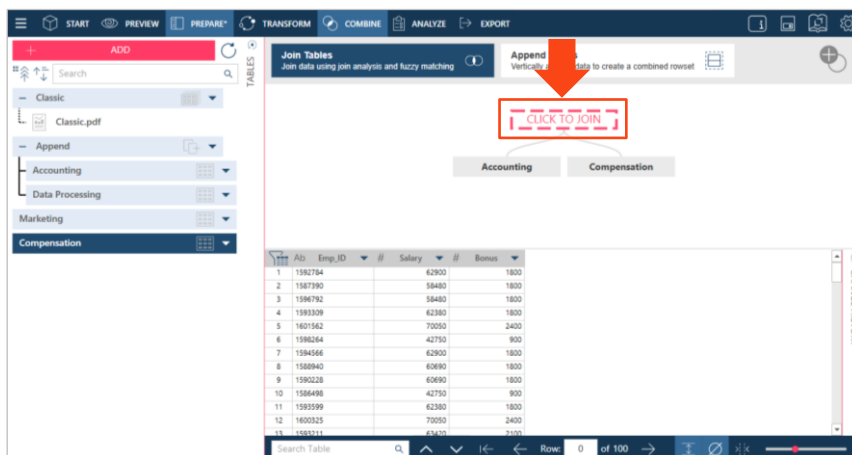 START PREVIEW PREPARE* TRANSFORM COMBINE ANALYZE EXPORT
ADD
Search
TABLES
Classic
Classic.pdf
Append
Accounting
Data Processing
Marketing
Compensation
Join Tables
Join data using join analysis and fuzzy matching
Append
Vertically data to create a combined rowset
CLICK TO JOIN
Accounting Compensation
Ab Emp_ID # Salary # Bonus
1 1592784 62900 1800
2 1587390 58480 1800
3 1596792 58480 1800
4 1593309 62380 1800
5 1601562 70050 2400
6 1598264 42750 900
7 1594566 62900 1800
8 1588940 60690 1800
9 1590228 60690 1800
10 1586498 42750 900
11 1593599 62380 1800
12 1600325 70050 2400
13 1593211 63420 2100
Search Table Row: 0 of 100